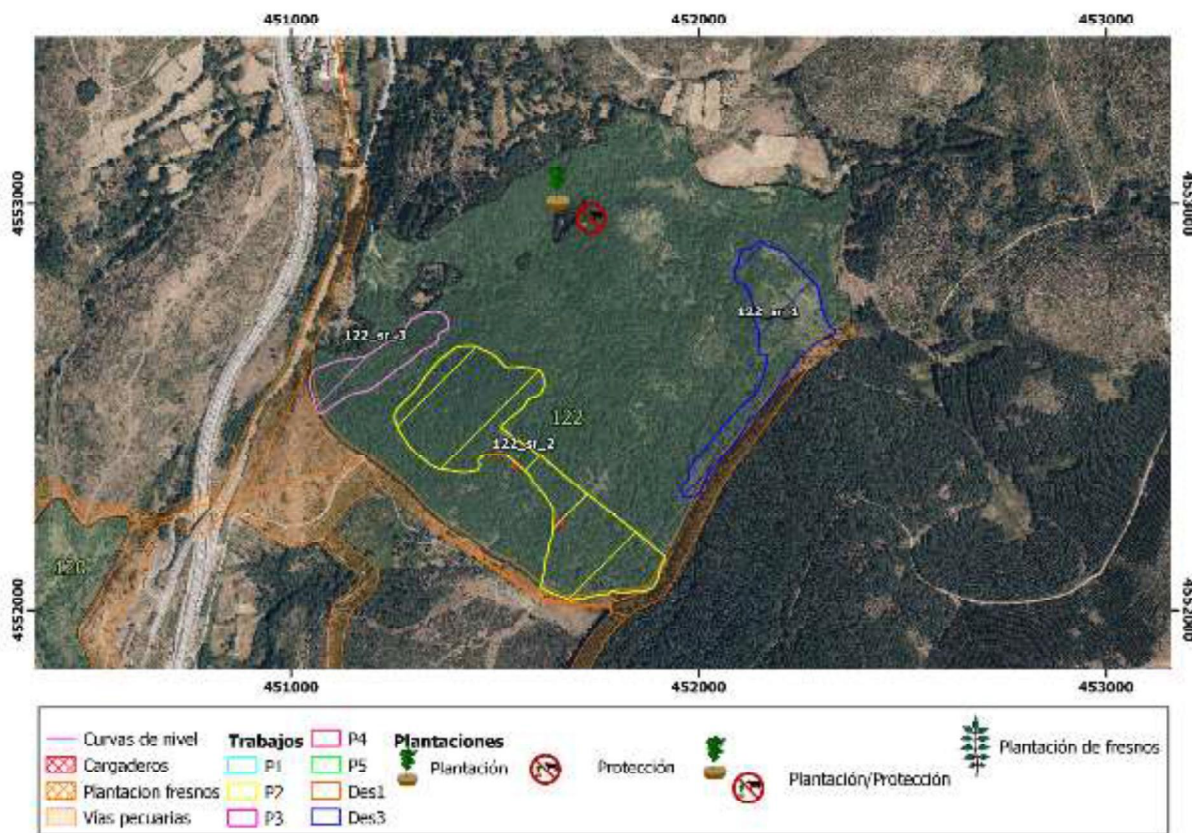 451000 452000 453000
4553000 4553000
122_sr_1
122_sr_3
122
122_sr_2
120
4552000 4552000
451000 452000 453000
Curvas de nivel
Cargaderos
Plantacion fresnos
Vías pecuarias
Trabajos
P1
P2
P3
P4
P5
Des1
Des3
Plantaciones
Plantación
Protección
Plantación/Protección
Plantación de fresnos